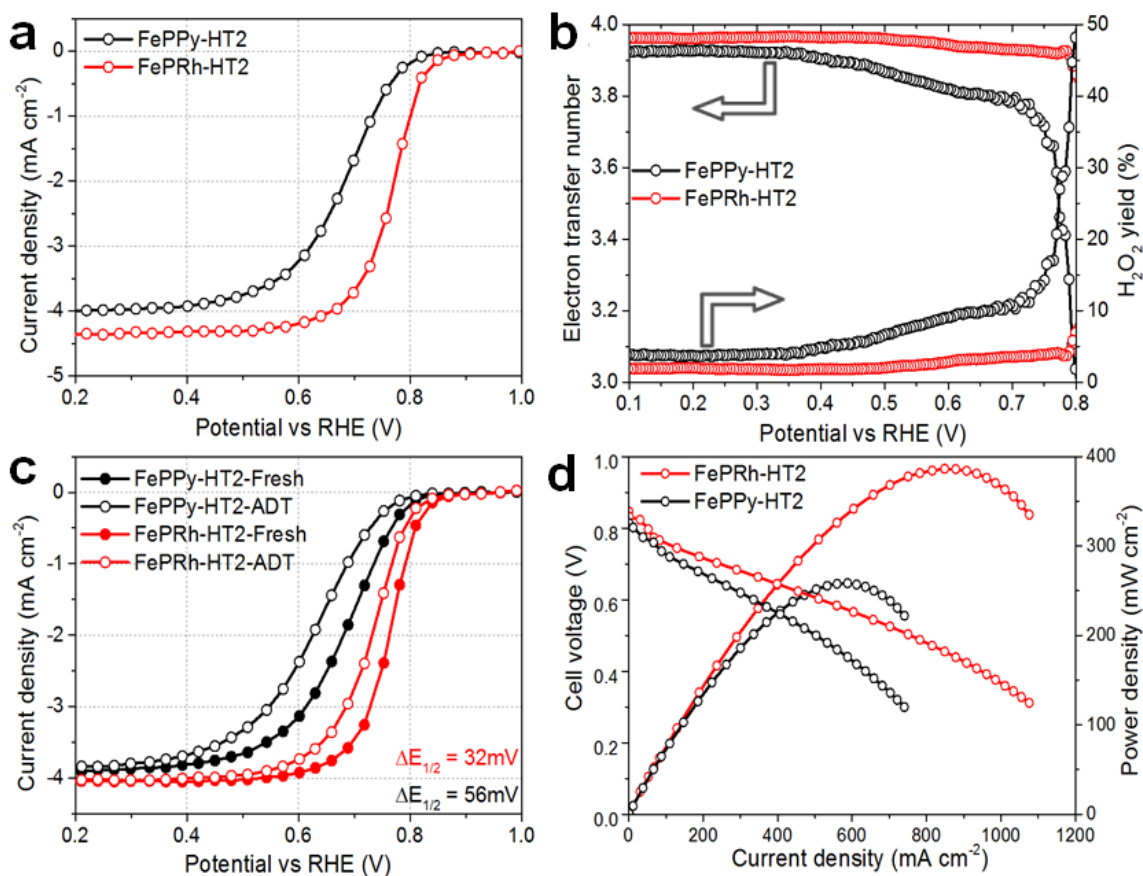 a
FePPy-HT2
FePRh-HT2
0
-1
-2
-3
-4
-5
0.2 0.4 0.6 0.8 1.0
Current density (mA cm⁻²)
Potential vs RHE (V)
b
4.0
3.8
3.6
3.4
3.2
3.0
Electron transfer number
FePPy-HT2
FePRh-HT2
50
40
30
20
10
0
H₂O₂ yield (%)
0.1 0.2 0.3 0.4 0.5 0.6 0.7 0.8
Potential vs RHE (V)
c
FePPy-HT2-Fresh
FePPy-HT2-ADT
FePRh-HT2-Fresh
FePRh-HT2-ADT
0
-1
-2
-3
-4
Current density (mA cm⁻²)
ΔE₁/₂ = 32mV
ΔE₁/₂ = 56mV
0.2 0.4 0.6 0.8 1.0
Potential vs RHE (V)
d
FePRh-HT2
FePPy-HT2
1.0
0.8
0.6
0.4
0.2
0.0
Cell voltage (V)
400
300
200
100
0
Power density (mW cm⁻²)
0 200 400 600 800 1000 1200
Current density (mA cm⁻²)